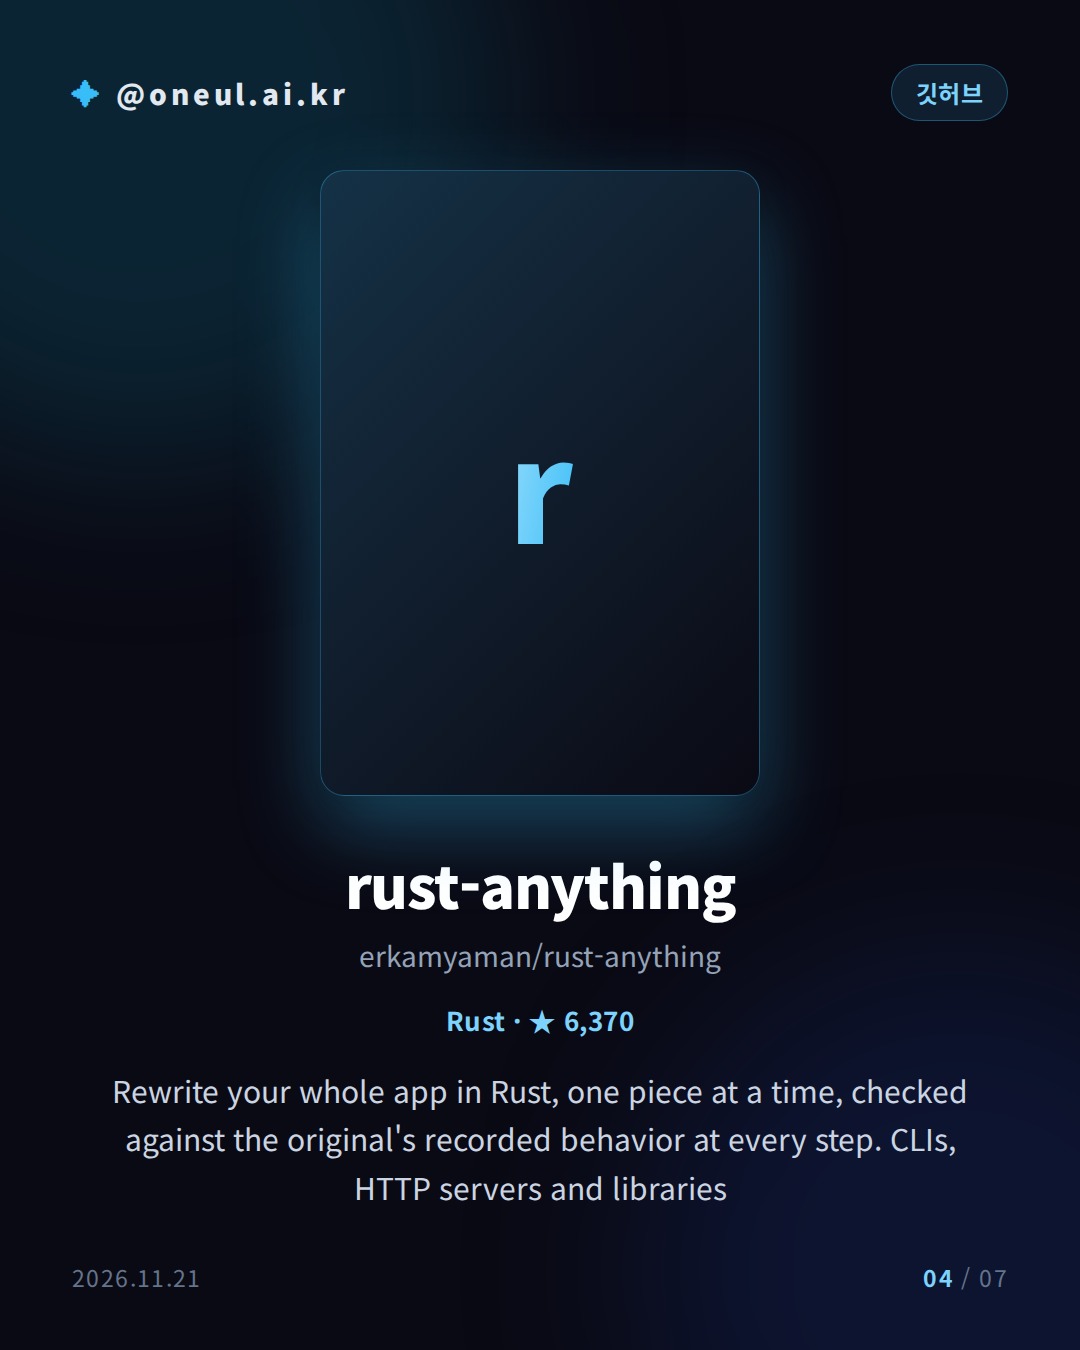 @oneul.ai.kr
깃허브
r
rust-anything
erkamyaman/rust-anything
Rust · ★ 6,370
Rewrite your whole app in Rust, one piece at a time, checked
against the original's recorded behavior at every step. CLIs,
HTTP servers and libraries
2026.11.21
04 / 07